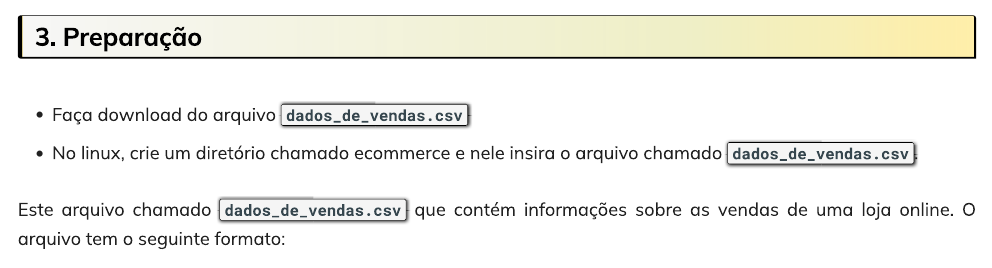 3. Preparação
• Faça download do arquivo dados_de_vendas.csv
• No linux, crie um diretório chamado ecommerce e nele insira o arquivo chamado dados_de_vendas.csv.
Este arquivo chamado dados_de_vendas.csv que contém informações sobre as vendas de uma loja online. O
arquivo tem o seguinte formato: